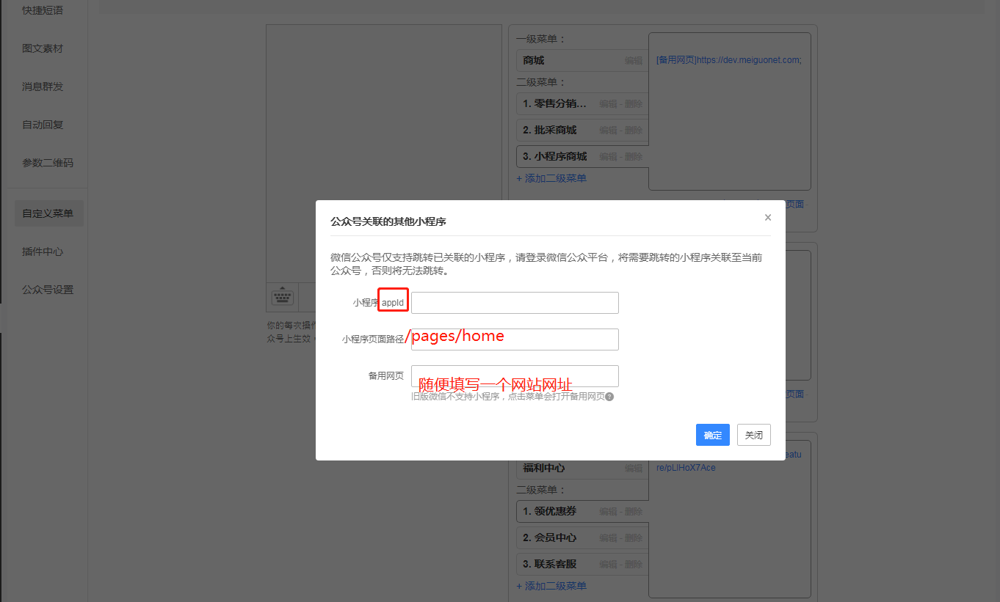 快捷短语
图文素材
消息群发
自动回复
参数二维码
自定义菜单
插件中心
公众号设置
你的每次操作
众号上生效
一级菜单：
商城 编辑
二级菜单：
1. 零售分销... 编辑 - 删除
2. 批采商城 编辑 - 删除
3. 小程序商城 编辑 - 删除
+ 添加二级菜单
[备用网页]https://dev.meiguonet.com;
页面
公众号关联的其他小程序 ×
微信公众号仅支持跳转已关联的小程序，请登录微信公众平台，将需要跳转的小程序关联至当前
公众号，否则将无法跳转。
小程序 appId
小程序页面路径 /pages/home
备用网页 随便填写一个网站网址
旧版微信不支持小程序，点击菜单会打开备用网页?
确定 关闭
页面
福利中心 编辑
二级菜单：
1. 领优惠券 编辑 - 删除
2. 会员中心 编辑 - 删除
3. 联系客服 编辑 - 删除
+ 添加二级菜单
eatu